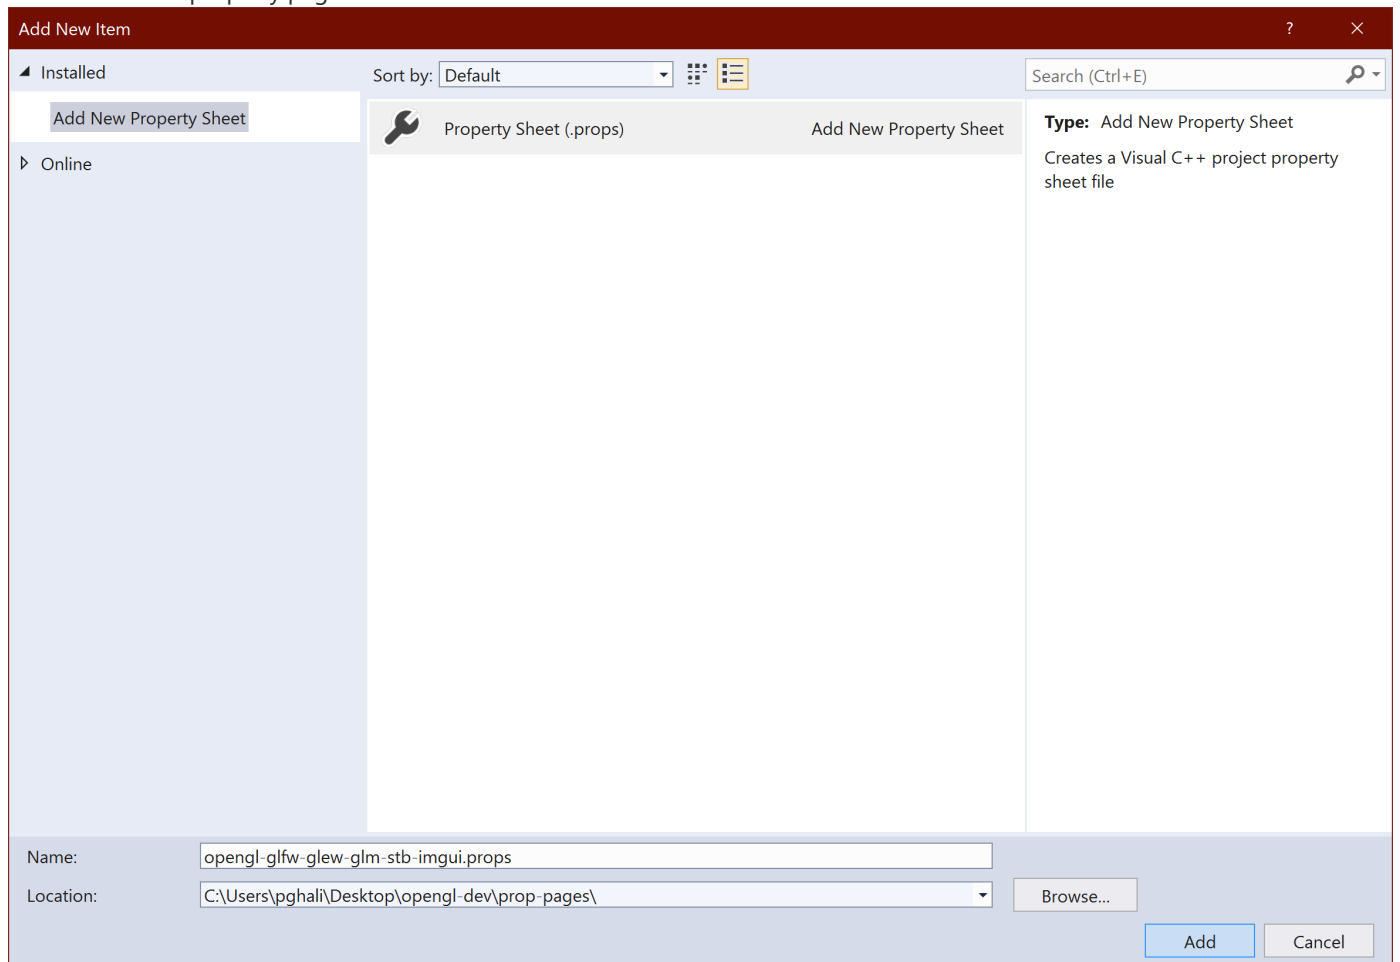 Add New Item
?
Installed
Sort by: Default
Search (Ctrl+E)
Add New Property Sheet
Property Sheet (.props) Add New Property Sheet
Type: Add New Property Sheet
Creates a Visual C++ project property
sheet file
Online
Name: opengl-glfw-glew-glm-stb-imgui.props
Location: C:\Users\pghali\Desktop\opengl-dev\prop-pages\
Browse...
Add Cancel